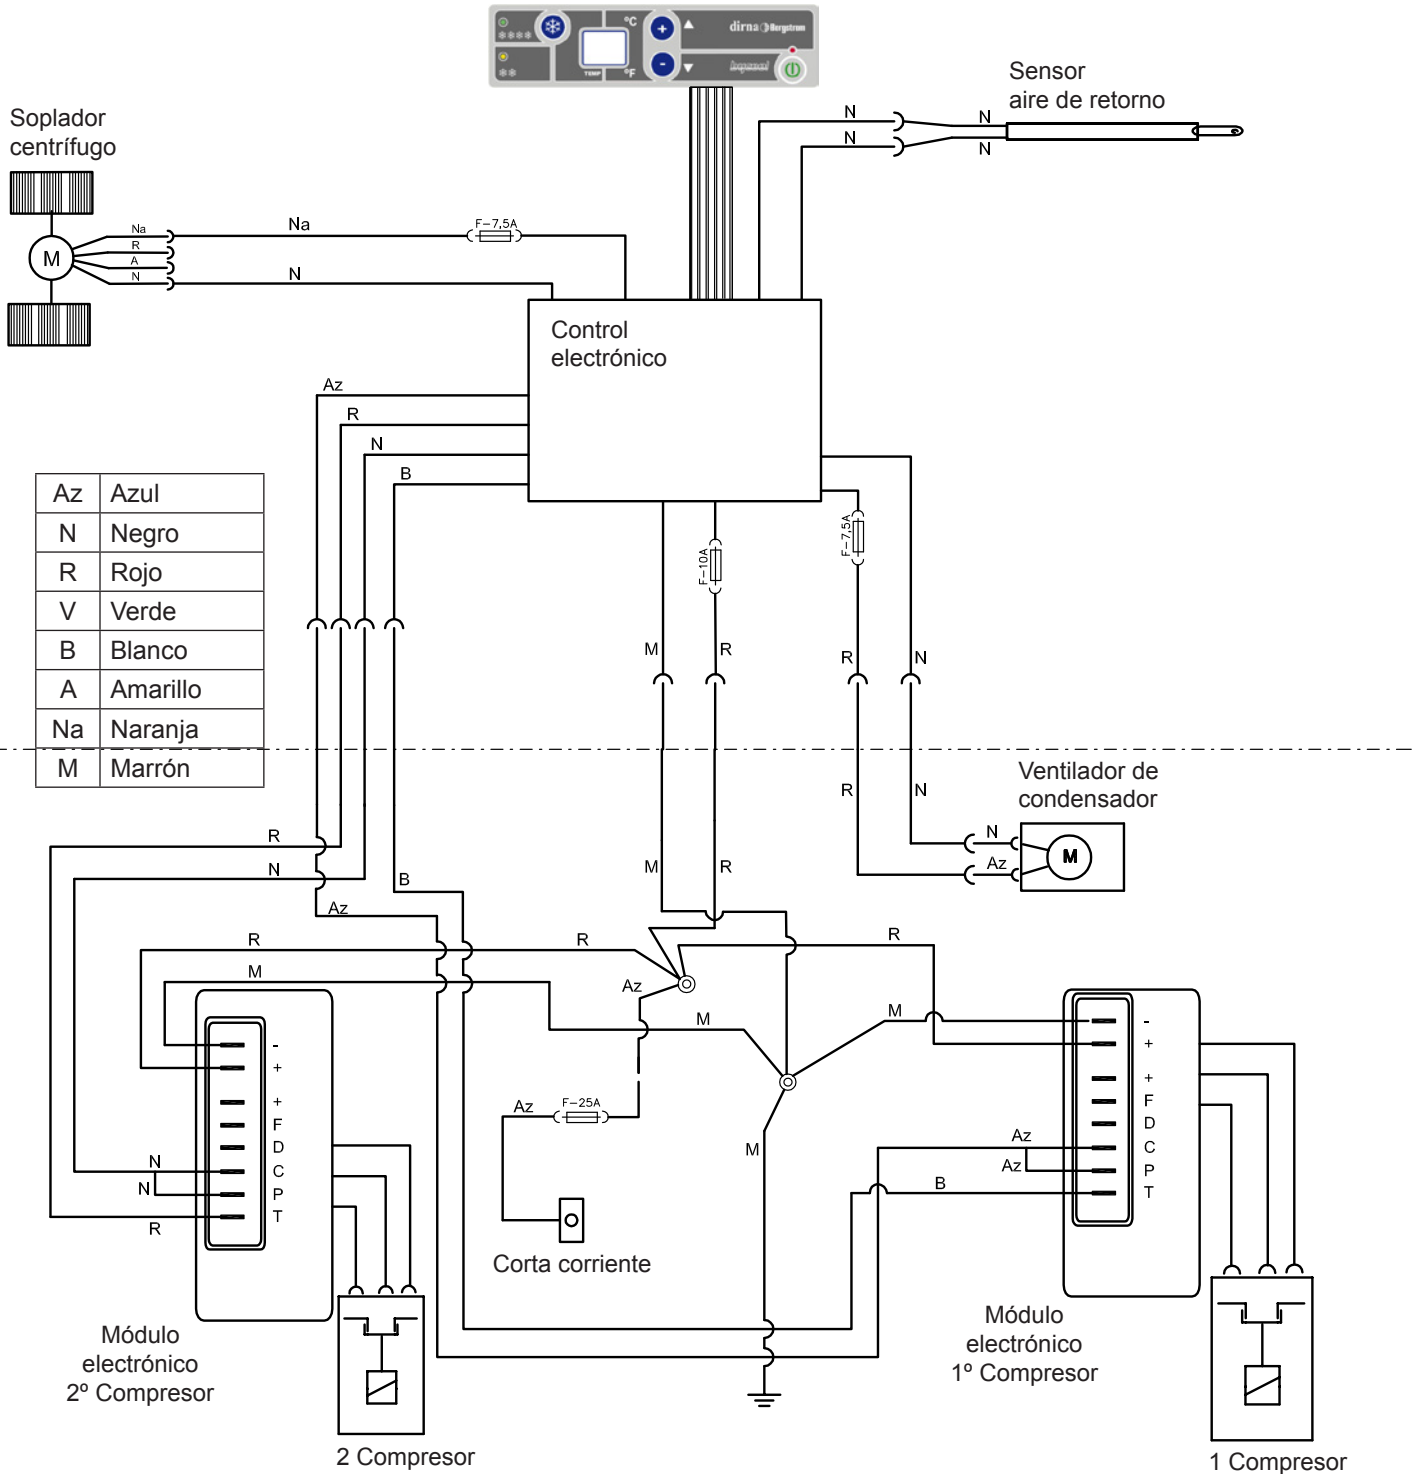 °C
dirna Bergstrom
TEMP
°F
Sensor
aire de retorno
N
N
N
N
Soplador
centrífugo
Na
R
A
N
M
Na
F-7,5A
N
Control
electrónico
Az
R
N
B
Az Azul
N Negro
R Rojo
V Verde
B Blanco
A Amarillo
Na Naranja
M Marrón
F-10A
F-7,5A
M
R
R
N
R
N
Ventilador de
condensador
N
Az
M
R
N
B
Az
M
R
R
R
R
M
Az
M
M
-
+
+
F
D
C
P
T
N
N
R
Az
F-25A
M
Corta corriente
-
+
+
F
D
C
P
T
Az
Az
B
Módulo
electrónico
2º Compresor
2 Compresor
Módulo
electrónico
1º Compresor
1 Compresor